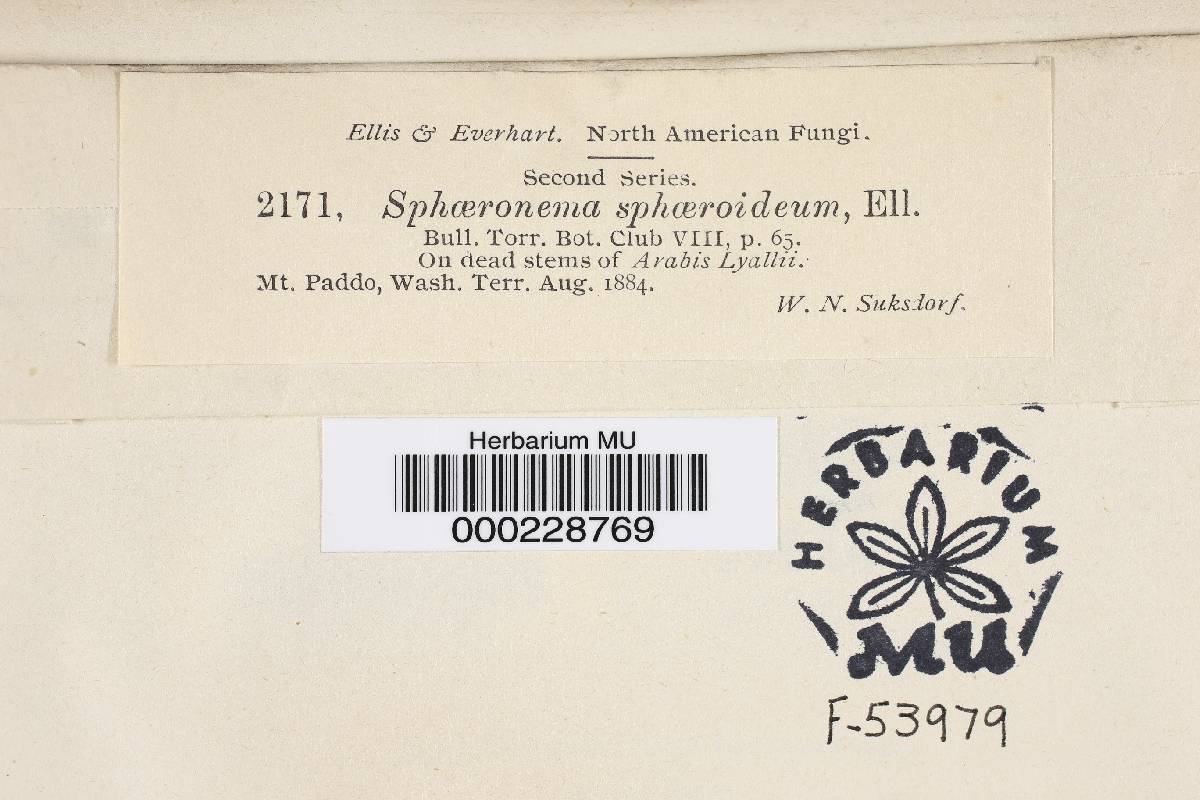 Ellis & Everhart. North American Fungi.
Second Series.
2171, Sphæronema sphæroideum, Ell.
Bull. Torr. Bot. Club VIII, p. 65.
On dead stems of Arabis Lyallii.
Mt. Paddo, Wash. Terr. Aug. 1884.
W. N. Suksdorf.
Herbarium MU
000228769
HERBARIUM
MU
F-53979